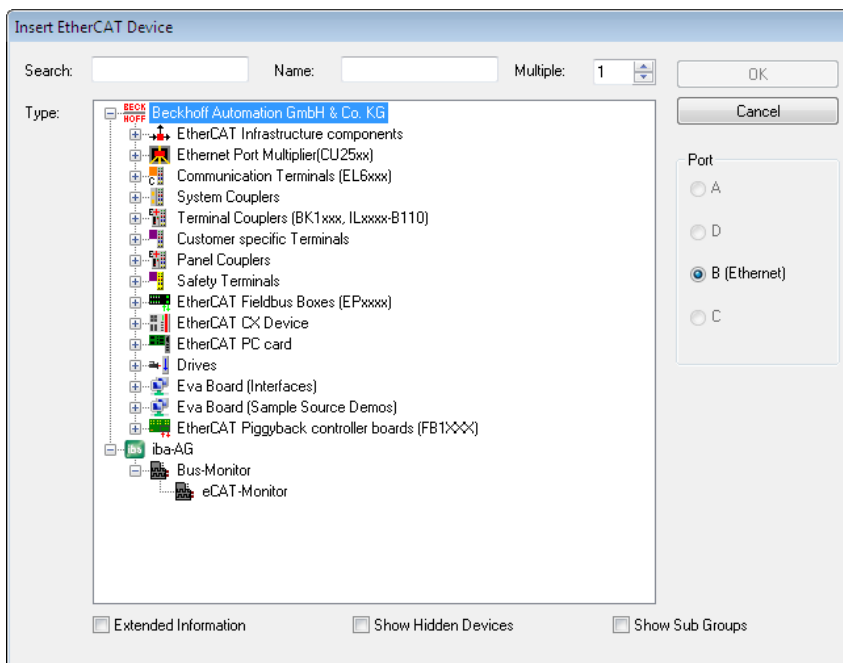 Insert EtherCAT Device
Search: Name: Multiple: 1 OK
Type: Cancel
BECKHOFF Beckhoff Automation GmbH & Co. KG
EtherCAT Infrastructure components
Ethernet Port Multiplier(CU25xx)
C Communication Terminals (EL6xxx)
System Couplers
Terminal Couplers (BK1xxx, ILxxxx-B110)
Customer specific Terminals
Panel Couplers
Safety Terminals
EtherCAT Fieldbus Boxes (EPxxxx)
EtherCAT CX Device
EtherCAT PC card
Drives
Eva Board (Interfaces)
Eva Board (Sample Source Demos)
EtherCAT Piggyback controller boards (FB1XXX)
iba iba-AG
Bus-Monitor
eCAT-Monitor
Port
A
D
B (Ethernet)
C
Extended Information Show Hidden Devices Show Sub Groups